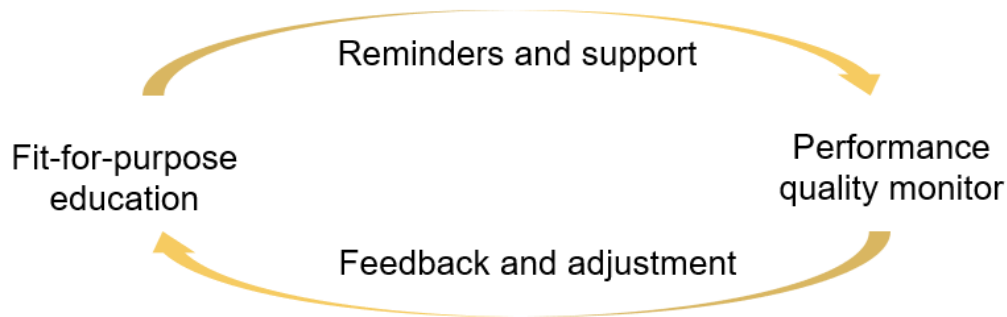 Reminders and support
Fit-for-purpose
education
Performance
quality monitor
Feedback and adjustment